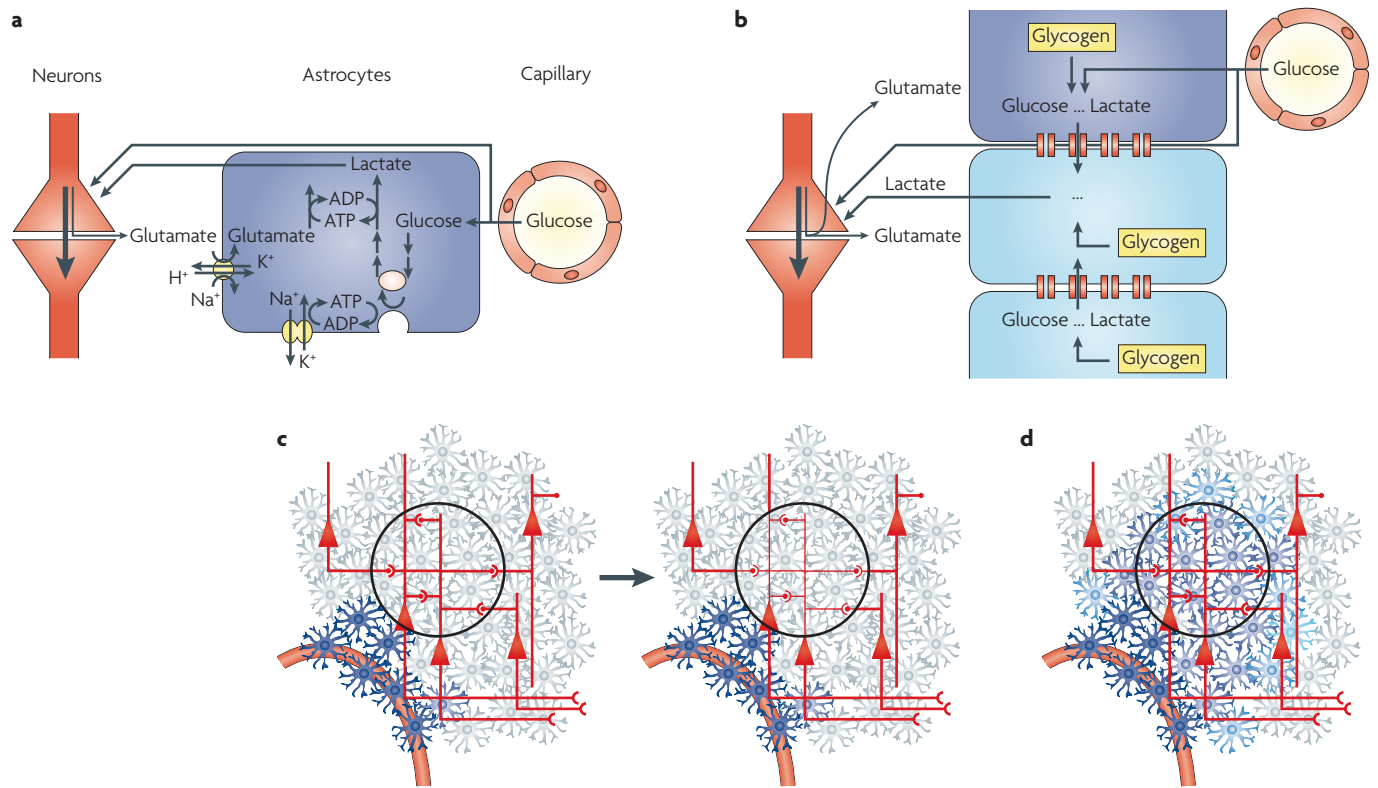 a
Neurons
Astrocytes
Capillary
Lactate
ADP
ATP
Glucose
Glucose
Glutamate
Glutamate
K⁺
H⁺
Na⁺
Na⁺
ATP
ADP
K⁺
b
Glycogen
Glucose
Glutamate
Glucose ... Lactate
Lactate
...
Glutamate
Glycogen
Glucose ... Lactate
Glycogen
c
d